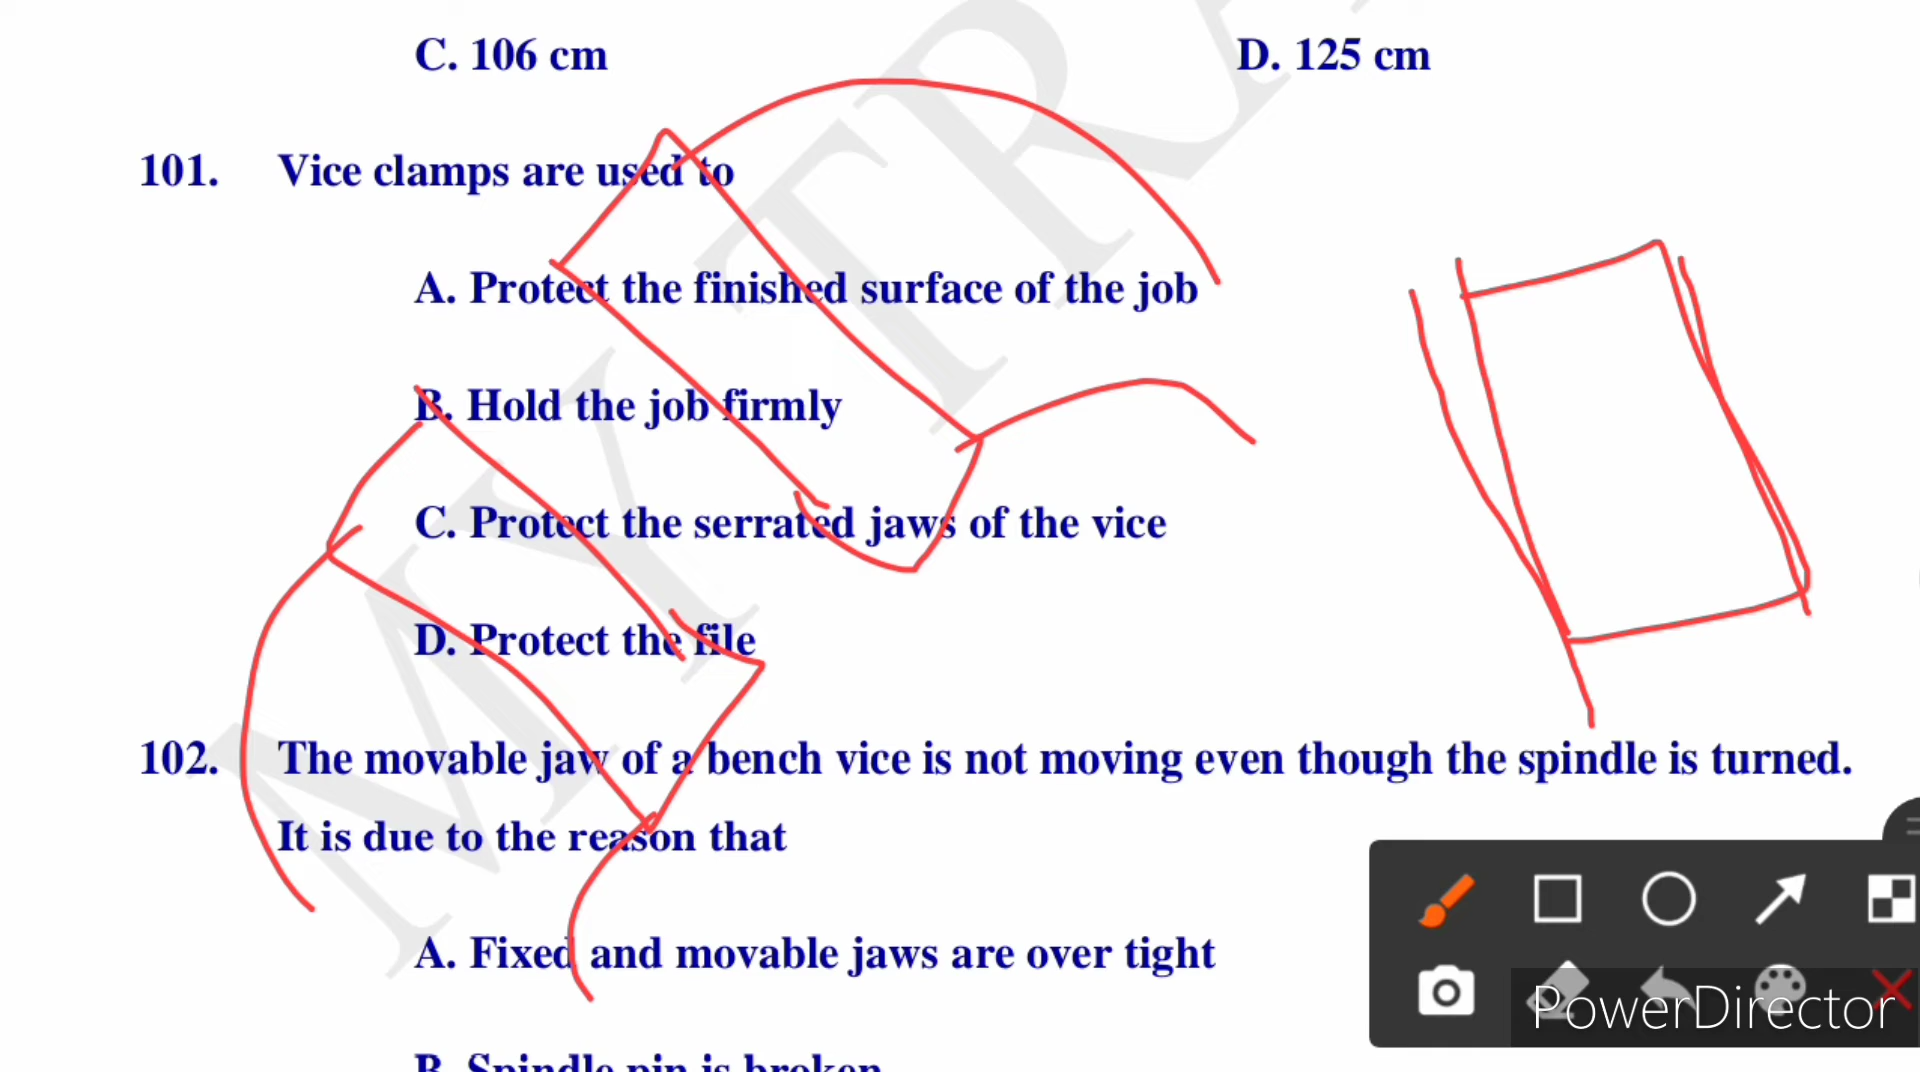 C. 106 cm D. 125 cm
101. Vice clamps are used to
A. Protect the finished surface of the job
B. Hold the job firmly
C. Protect the serrated jaws of the vice
D. Protect the file
102. The movable jaw of a bench vice is not moving even though the spindle is turned.
It is due to the reason that
A. Fixed and movable jaws are over tight
B. Spindle pin is broken
MY TRA
PowerDirector